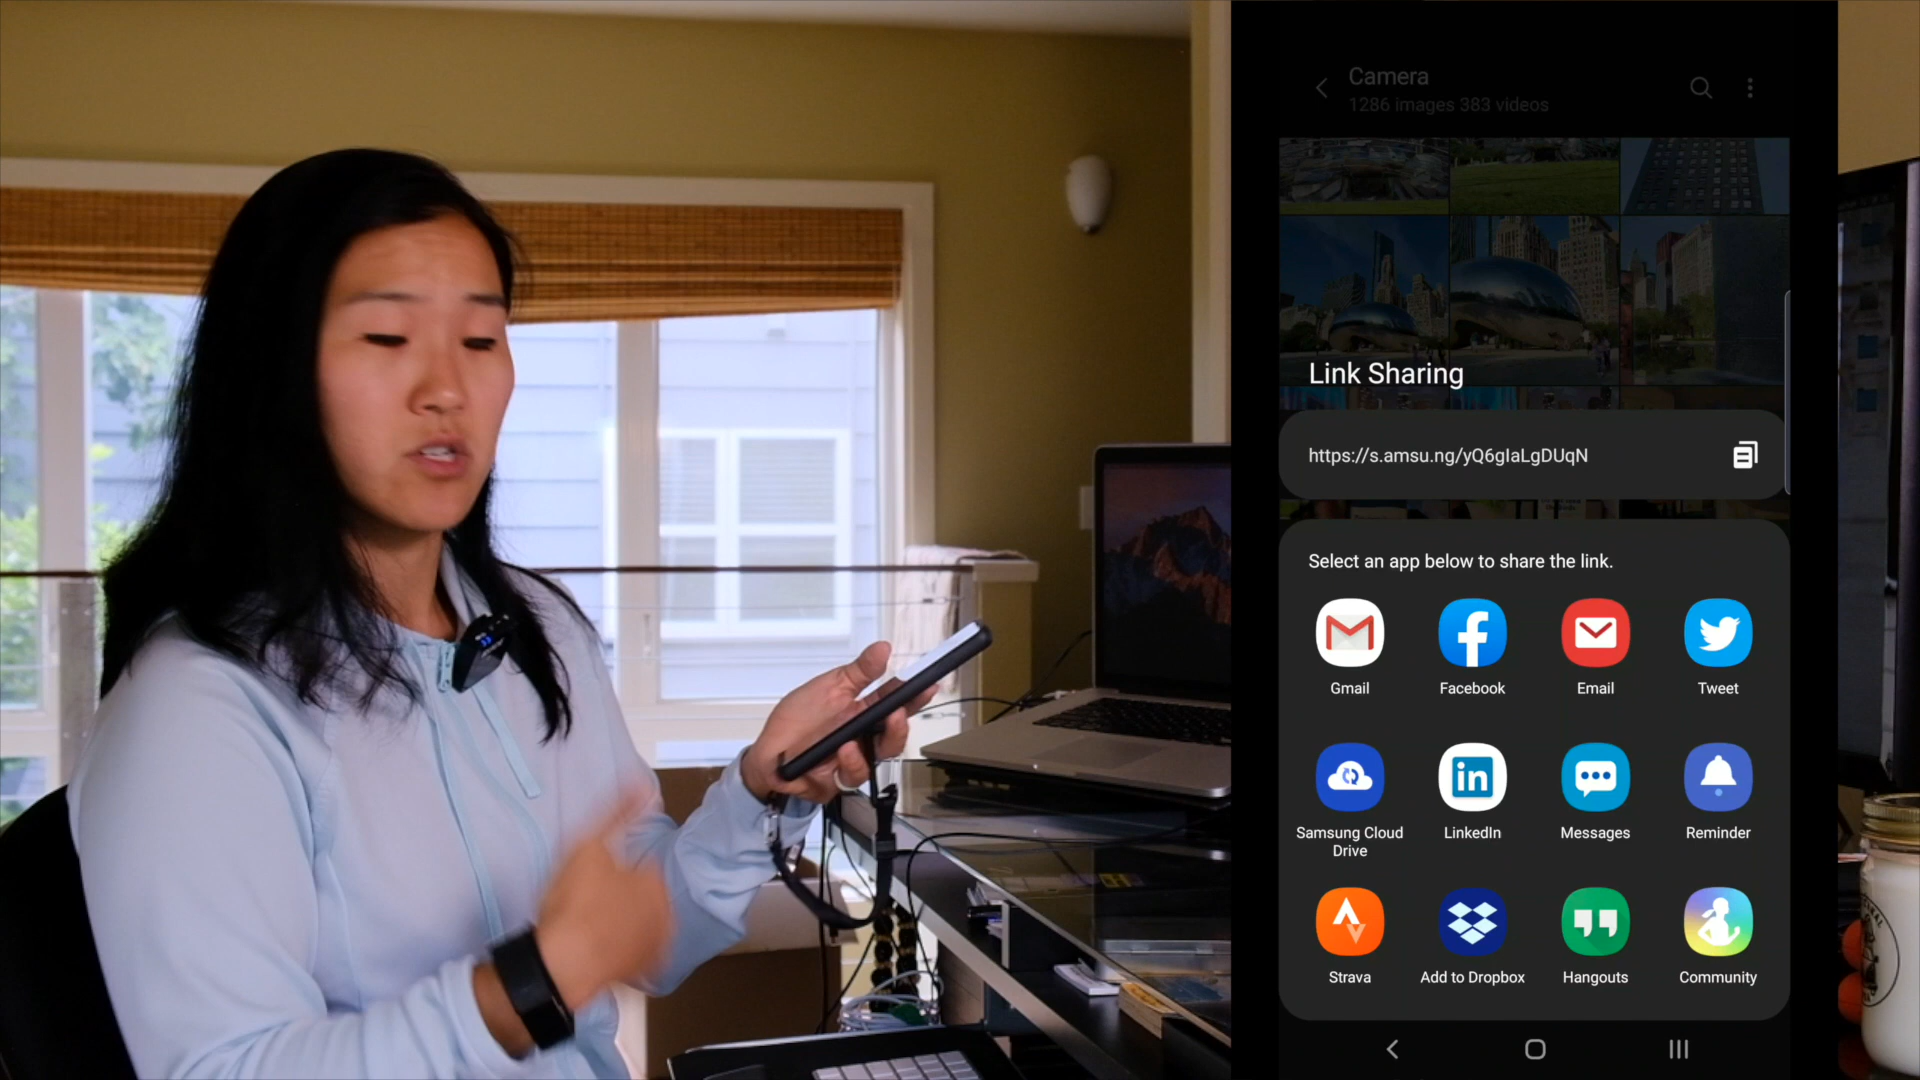 Camera
1286 images 383 videos
Link Sharing
https://s.amsu.ng/yQ6gIaLgDUqN
Select an app below to share the link.
Gmail
Facebook
Email
Tweet
Samsung Cloud
Drive
LinkedIn
Messages
Reminder
Strava
Add to Dropbox
Hangouts
Community